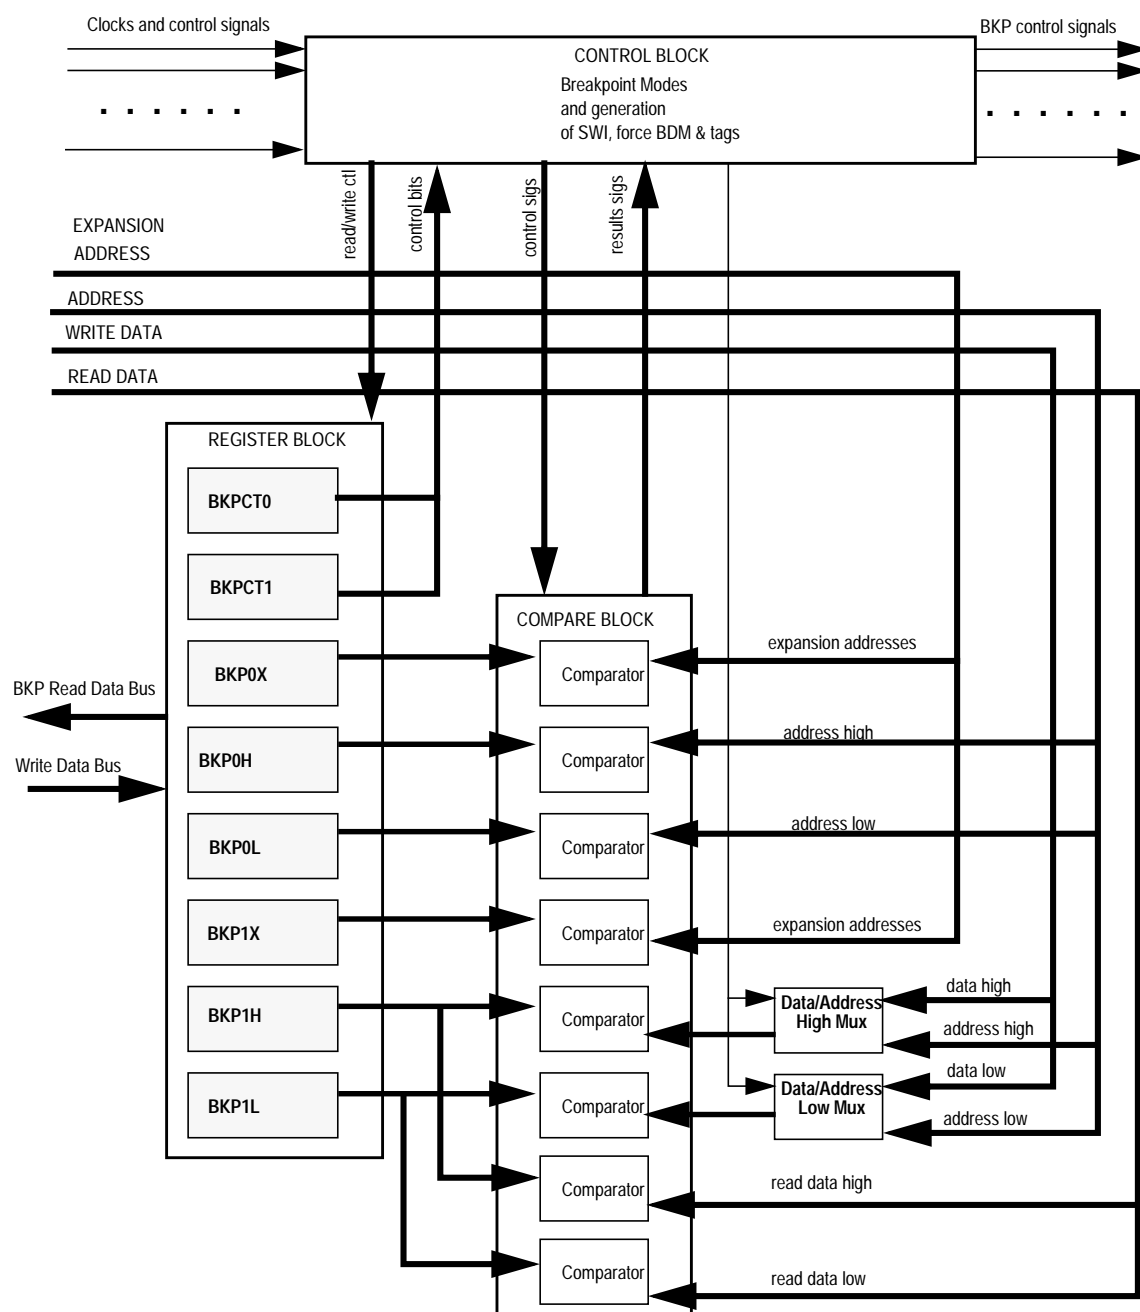 Clocks and control signals
BKP control signals
CONTROL BLOCK
Breakpoint Modes
and generation
of SWI, force BDM & tags
. . . . . .
. . . . . .
read/write ctl
control bits
control sigs
results sigs
EXPANSION
ADDRESS
ADDRESS
WRITE DATA
READ DATA
REGISTER BLOCK
BKPCT0
BKPCT1
COMPARE BLOCK
BKP0X
Comparator
expansion addresses
BKP Read Data Bus
BKP0H
Comparator
address high
Write Data Bus
BKP0L
Comparator
address low
BKP1X
Comparator
expansion addresses
BKP1H
Comparator
Data/Address
High Mux
data high
address high
BKP1L
Comparator
Data/Address
Low Mux
data low
address low
Comparator
read data high
Comparator
read data low